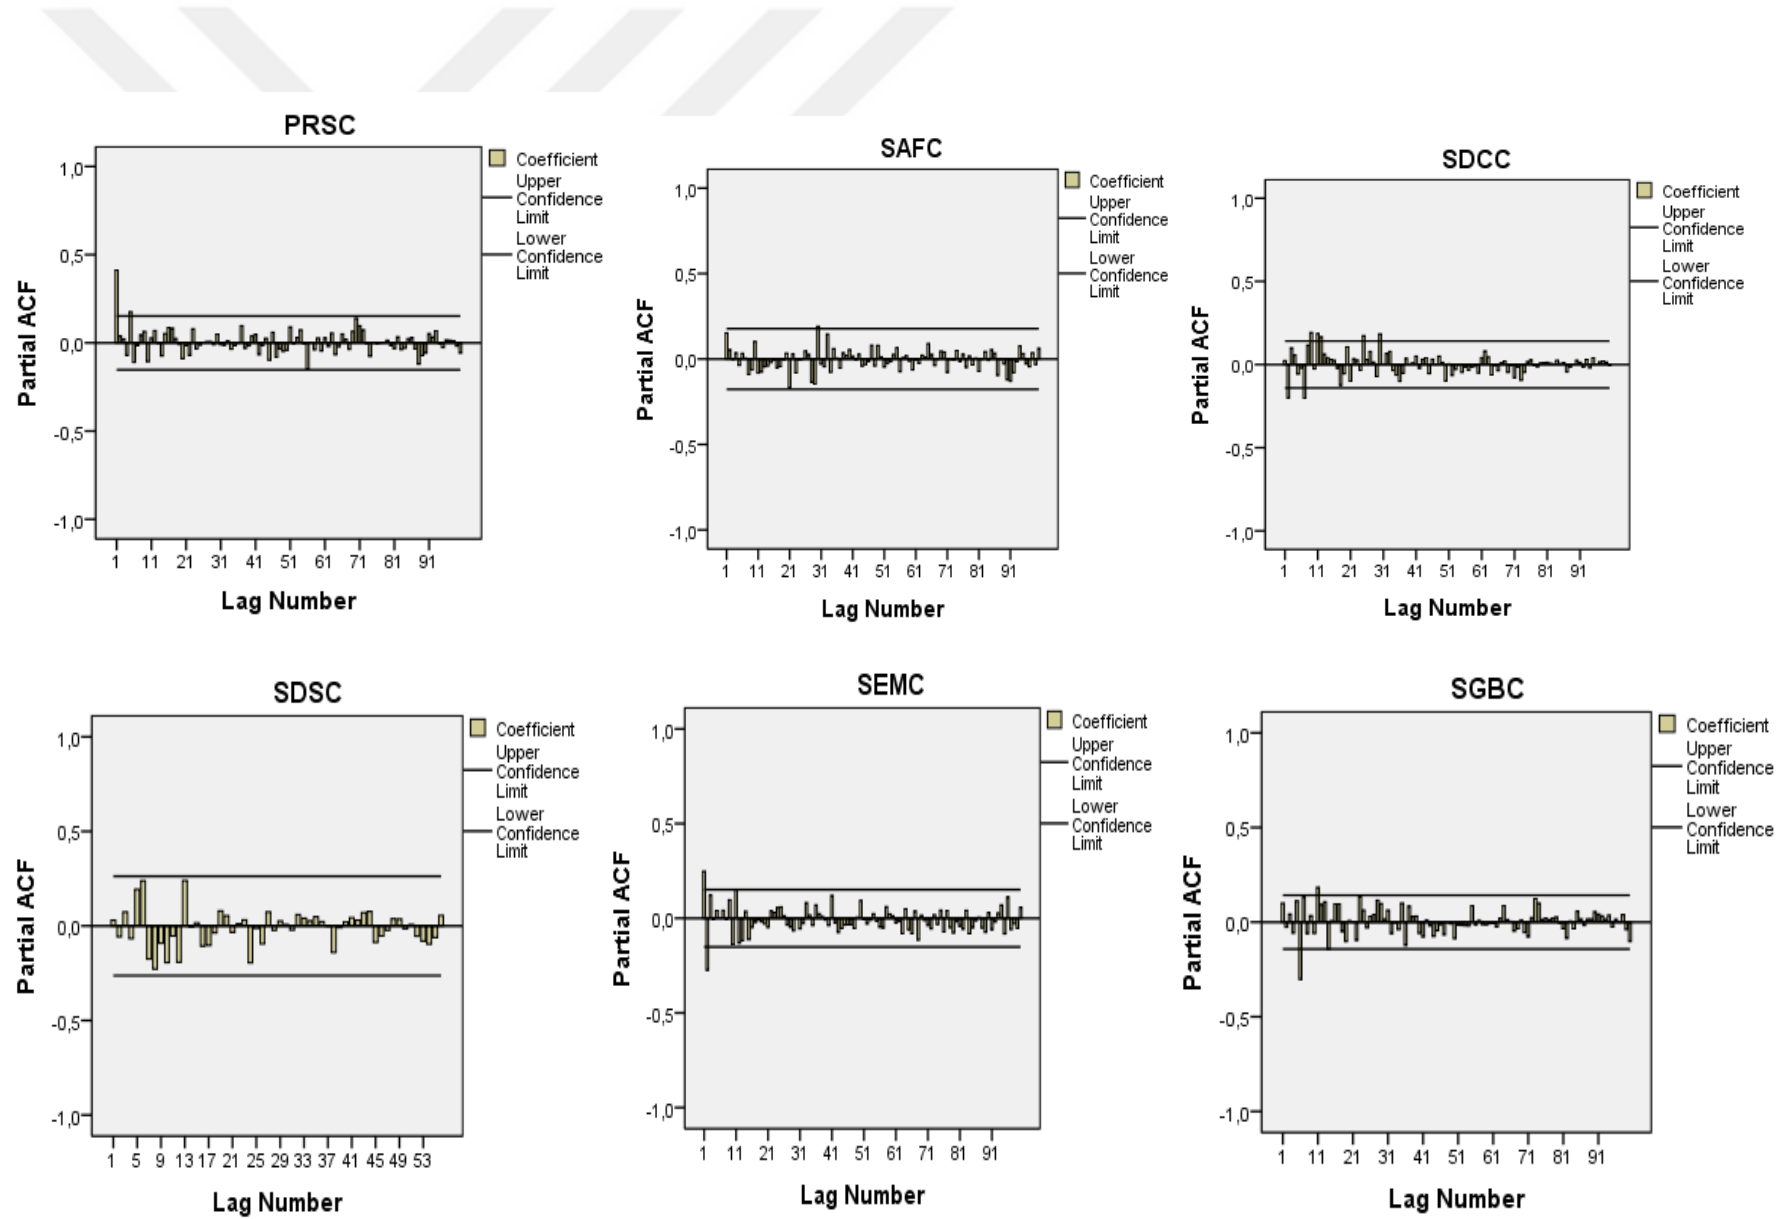 PRSC
Coefficient
Upper
Confidence
Limit
Lower
Confidence
Limit
1,0
0,5
0,0
-0,5
-1,0
Partial ACF
1 11 21 31 41 51 61 71 81 91
Lag Number
SAFC
Coefficient
Upper
Confidence
Limit
Lower
Confidence
Limit
1,0
0,5
0,0
-0,5
-1,0
Partial ACF
1 11 21 31 41 51 61 71 81 91
Lag Number
SDCC
Coefficient
Upper
Confidence
Limit
Lower
Confidence
Limit
1,0
0,5
0,0
-0,5
-1,0
Partial ACF
1 11 21 31 41 51 61 71 81 91
Lag Number
SDSC
Coefficient
Upper
Confidence
Limit
Lower
Confidence
Limit
1,0
0,5
0,0
-0,5
-1,0
Partial ACF
1 5 9 13 17 21 25 29 33 37 41 45 49 53
Lag Number
SEMC
Coefficient
Upper
Confidence
Limit
Lower
Confidence
Limit
1,0
0,5
0,0
-0,5
-1,0
Partial ACF
1 11 21 31 41 51 61 71 81 91
Lag Number
SGBC
Coefficient
Upper
Confidence
Limit
Lower
Confidence
Limit
1,0
0,5
0,0
-0,5
-1,0
Partial ACF
1 11 21 31 41 51 61 71 81 91
Lag Number